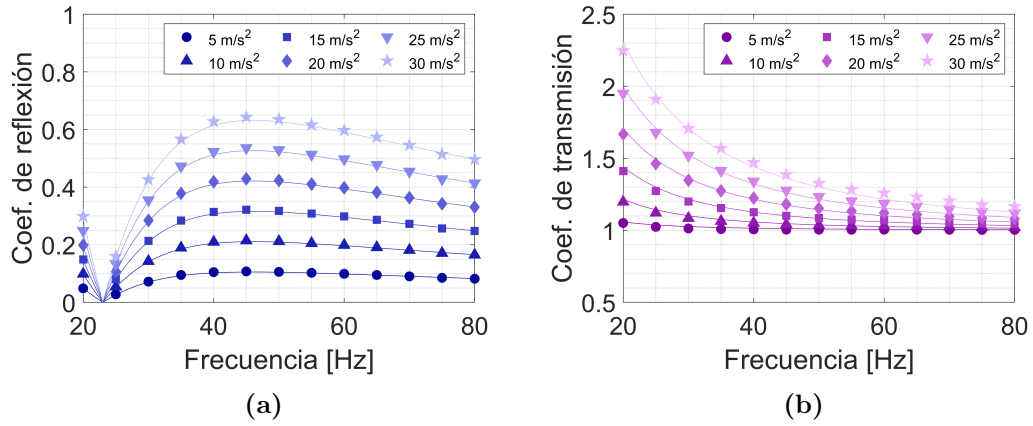 1
0.8
0.6
0.4
0.2
0
20
40
60
80
Coef. de reflexión
Frecuencia [Hz]
5 m/s²
15 m/s²
25 m/s²
10 m/s²
20 m/s²
30 m/s²
(a)
2.5
2
1.5
1
0.5
20
40
60
80
Coef. de transmisión
Frecuencia [Hz]
5 m/s²
15 m/s²
25 m/s²
10 m/s²
20 m/s²
30 m/s²
(b)